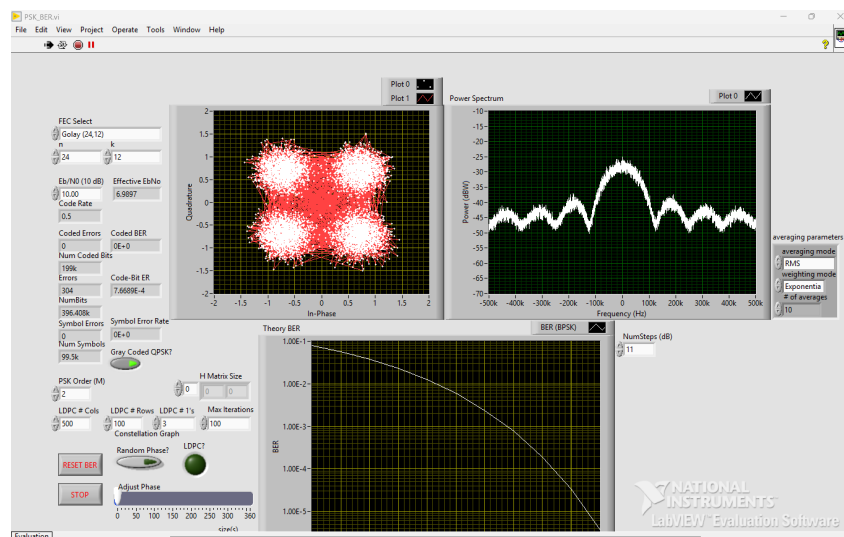 PSK_BER.vi
File Edit View Project Operate Tools Window Help
Plot 0
Plot 1
Power Spectrum
Plot 0
FEC Select
Golay (24,12)
n k
24 12
Eb/N0 (10 dB) Effective EbNo
10.00 6.9897
Code Rate
0.5
Coded Errors Coded BER
0 0E+0
Num Coded Bits
199k
Errors Code-Bit ER
304 7.6689E-4
NumBits
396.408k
Symbol Errors Symbol Error Rate
0 0E+0
Num Symbols
99.5k
Gray Coded QPSK?
PSK Order (M)
2
H Matrix Size
0 0 0
LDPC # Cols LDPC # Rows LDPC # 1's Max Iterations
500 100 3 100
Constellation Graph
Random Phase? LDPC?
RESET BER
STOP
Adjust Phase
0 50 100 150 200 250 300 360
size(s)
Quadrature
2
1.5
1
0.5
0
-0.5
-1
-1.5
-2
-2 -1.5 -1 -0.5 0 0.5 1 1.5 2
In-Phase
Power (dBW)
-10
-15
-20
-25
-30
-35
-40
-45
-50
-55
-60
-65
-70
-500k -400k -300k -200k -100k 0 100k 200k 300k 400k 500k
Frequency (Hz)
averaging parameters
averaging mode
RMS
weighting mode
Exponentia
# of averages
10
Theory BER
BER (BPSK)
NumSteps (dB)
11
BER
1.00E-1
1.00E-2
1.00E-3
1.00E-4
1.00E-5
NATIONAL
INSTRUMENTS
LabVIEW Evaluation Software
Evaluation